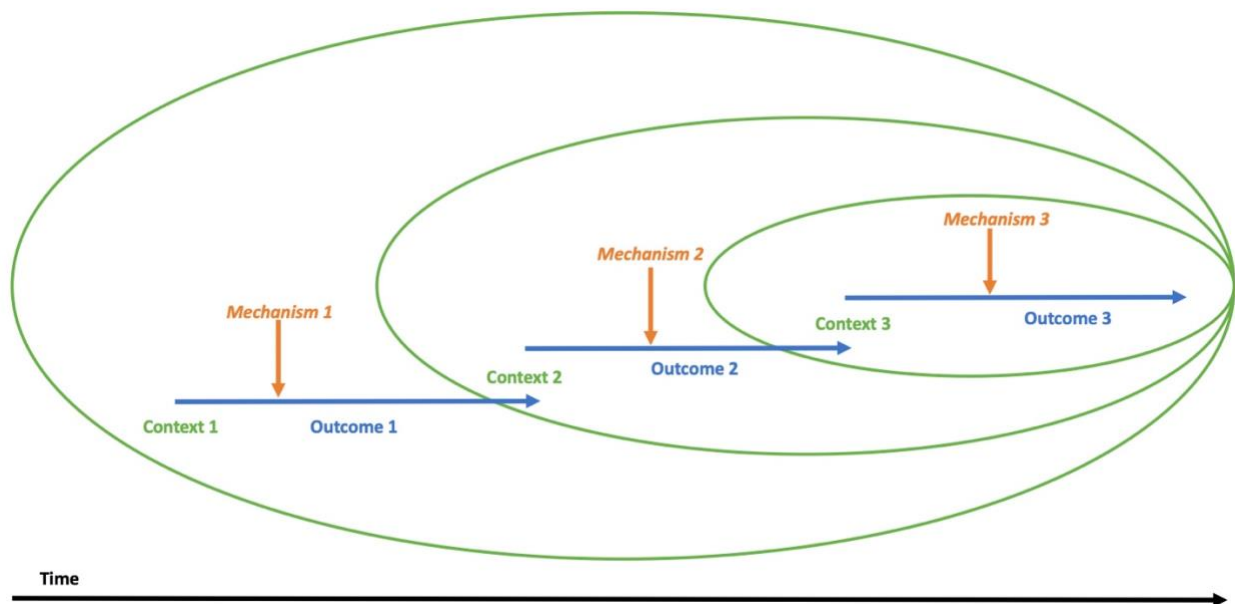 Mechanism 3
Mechanism 2
Mechanism 1
Outcome 3
Context 3
Outcome 2
Context 2
Context 1
Outcome 1
Time